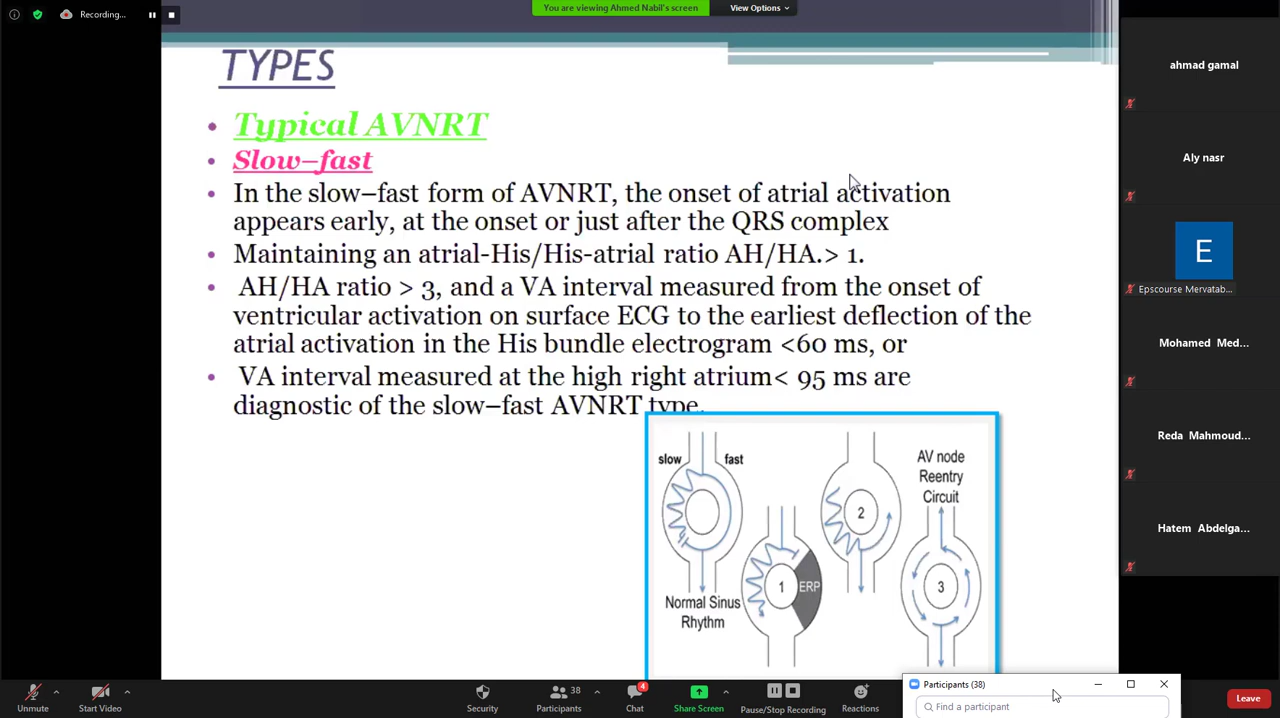 Recording...
You are viewing Ahmed Nabil's screen
View Options
TYPES
Typical AVNRT
Slow–fast
In the slow–fast form of AVNRT, the onset of atrial activation
appears early, at the onset or just after the QRS complex
Maintaining an atrial-His/His-atrial ratio AH/HA.> 1.
AH/HA ratio > 3, and a VA interval measured from the onset of
ventricular activation on surface ECG to the earliest deflection of the
atrial activation in the His bundle electrogram <60 ms, or
VA interval measured at the high right atrium< 95 ms are
diagnostic of the slow–fast AVNRT type.
slow
fast
Normal Sinus
Rhythm
1
ERP
2
AV node
Reentry
Circuit
3
ahmad gamal
Aly nasr
E
Epscourse Mervatab...
Mohamed Med...
Reda Mahmoud...
Hatem Abdelga...
Unmute
Start Video
Security
38
Participants
4
Chat
Share Screen
Pause/Stop Recording
Reactions
Participants (38)
Find a participant
Leave